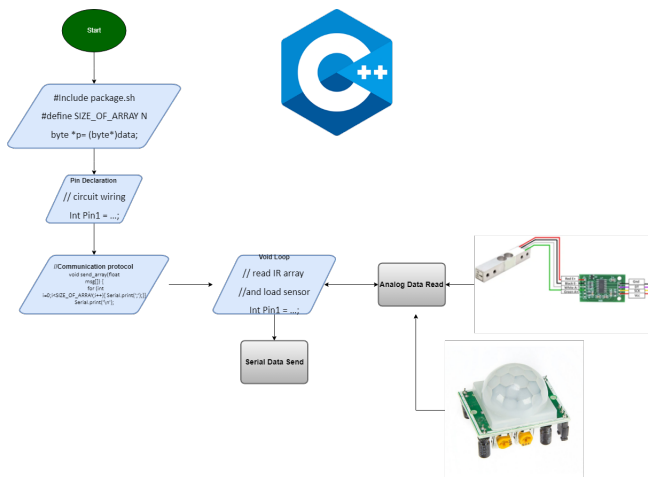 Start
#Include package.sh
#define SIZE_OF_ARRAY N
byte *p= (byte*)data;
Pin Declaration
// circuit wiring
Int Pin1 = ...;
//Communication protocol
void send_array(float
msg[]) {
for (int
i=0;i<SIZE_OF_ARRAY;i++){ Serial.print(";");}
Serial.print("\n");
Void Loop
// read IR array
//and load sensor
Int Pin1 = ...;
Analog Data Read
Serial Data Send
C++